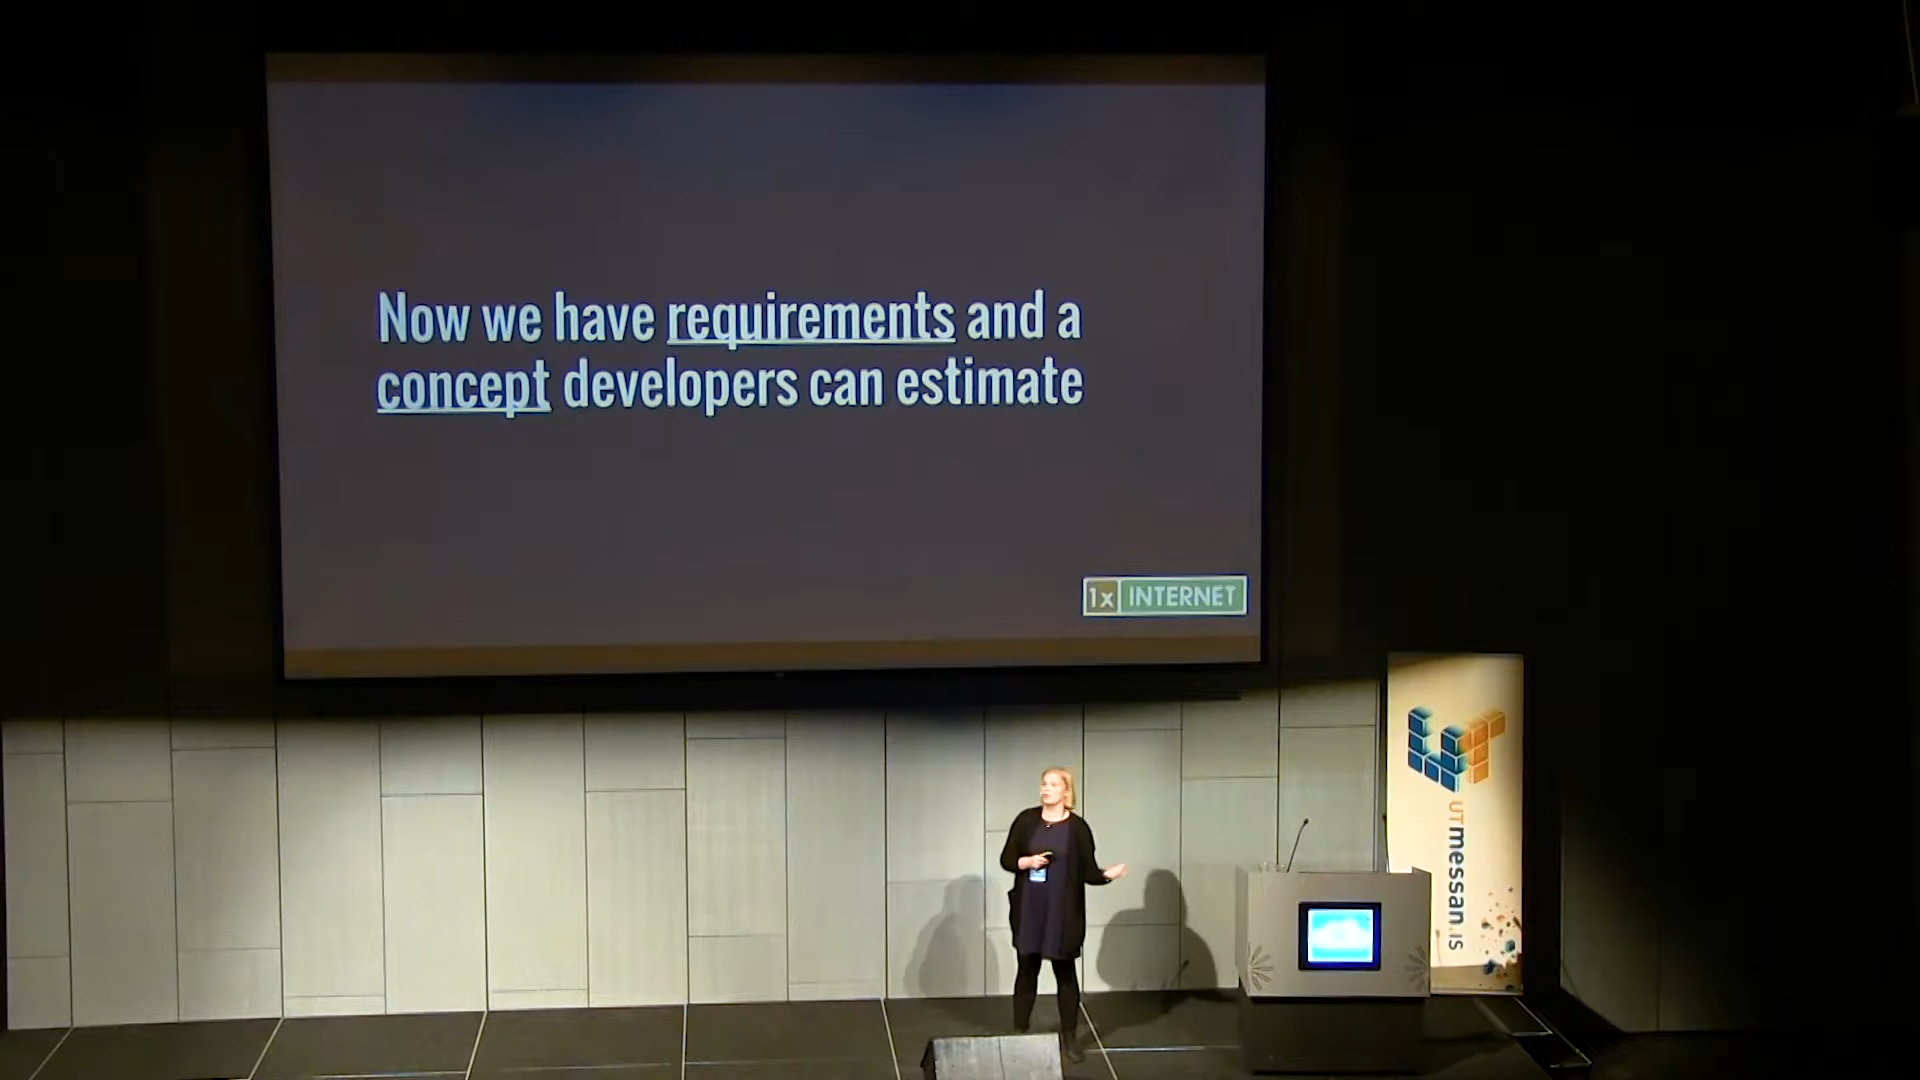 Now we have requirements and a
concept developers can estimate
1x INTERNET
UTmessan.is